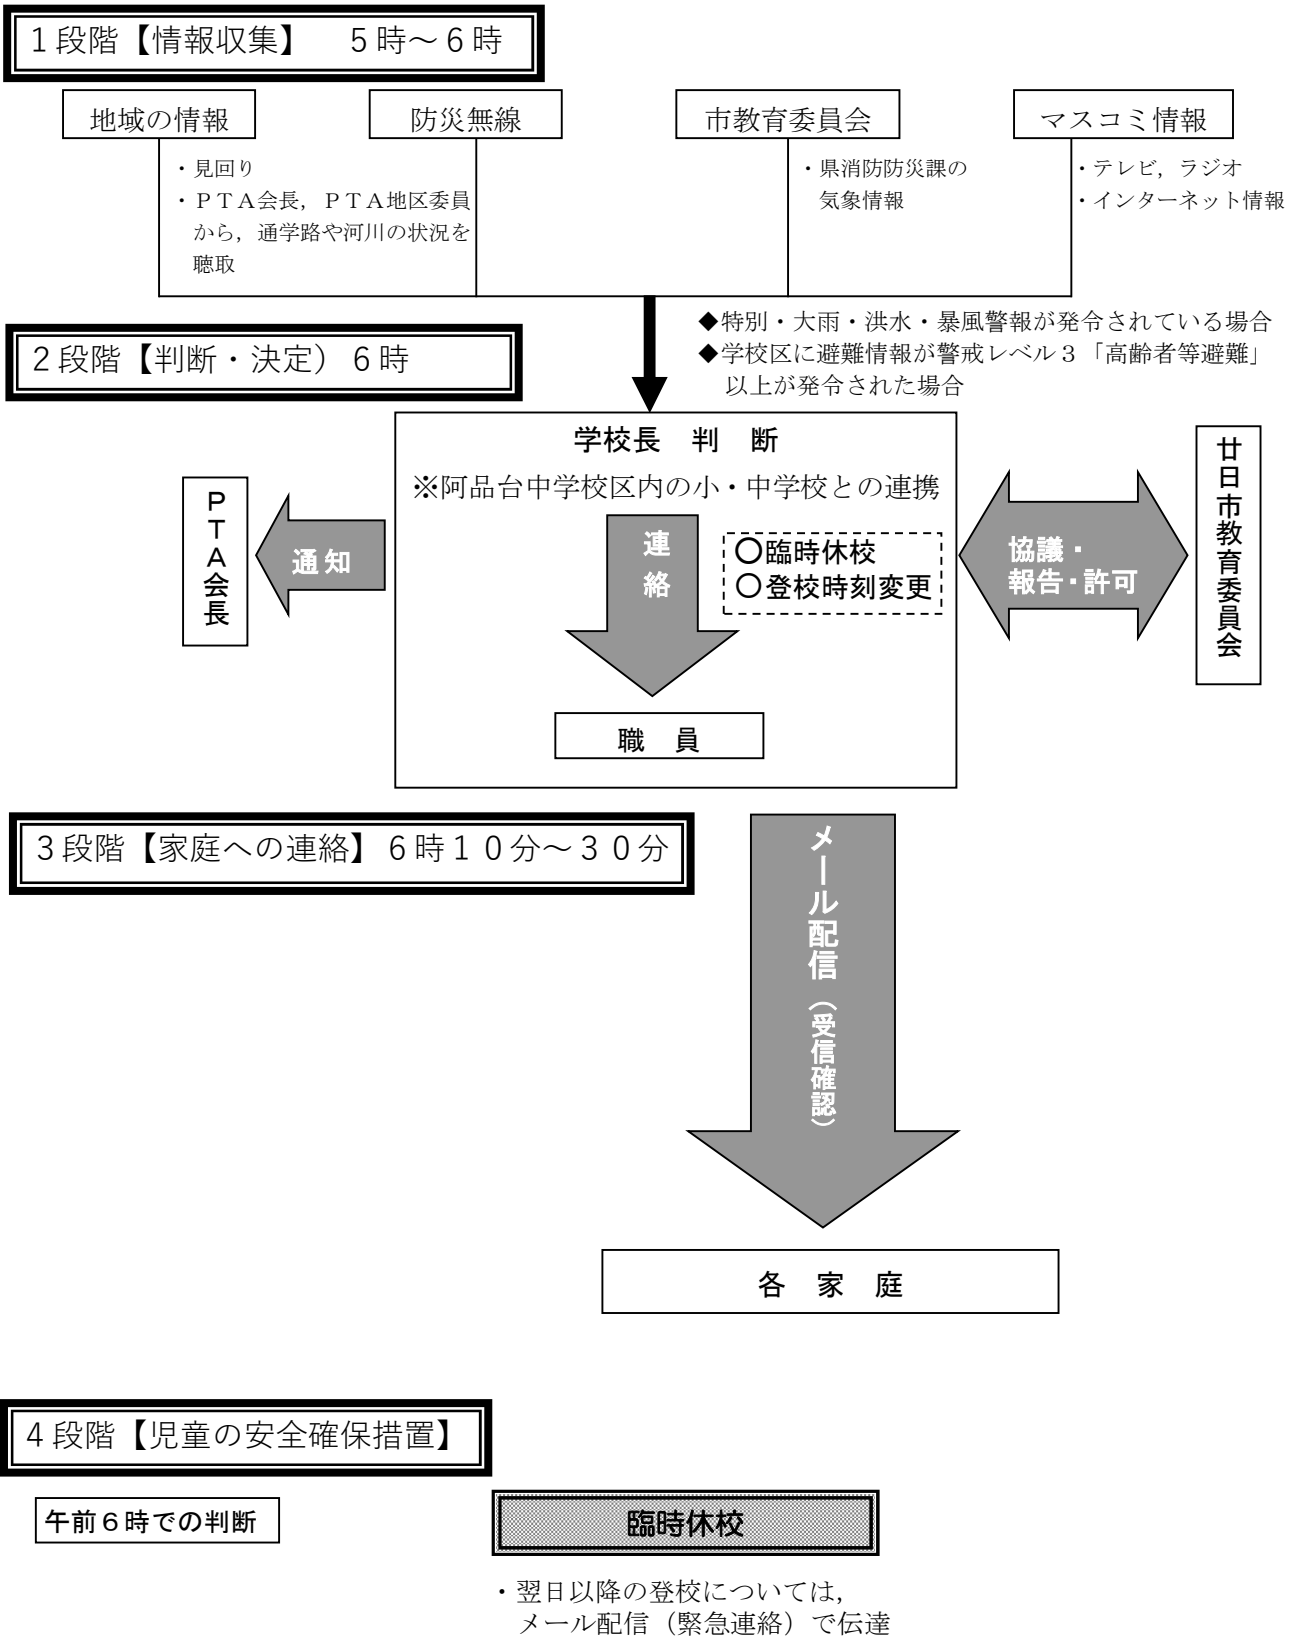 １段階【情報収集】　５時～６時
地域の情報
防災無線
市教育委員会
マスコミ情報
・見回り
・ＰＴＡ会長，ＰＴＡ地区委員
から，通学路や河川の状況を
聴取
・県消防防災課の
気象情報
・テレビ，ラジオ
・インターネット情報
◆特別・大雨・洪水・暴風警報が発令されている場合
◆学校区に避難情報が警戒レベル３「高齢者等避難」
以上が発令された場合
２段階【判断・決定）６時
学校長　判　断
※阿品台中学校区内の小・中学校との連携
ＰＴＡ会長
通知
連絡
〇臨時休校
〇登校時刻変更
協議・
報告・許可
廿日市教育委員会
職　員
３段階【家庭への連絡】６時１０分～３０分
メール配信（受信確認）
各　家　庭
４段階【児童の安全確保措置】
午前６時での判断
臨時休校
・翌日以降の登校については，
メール配信（緊急連絡）で伝達